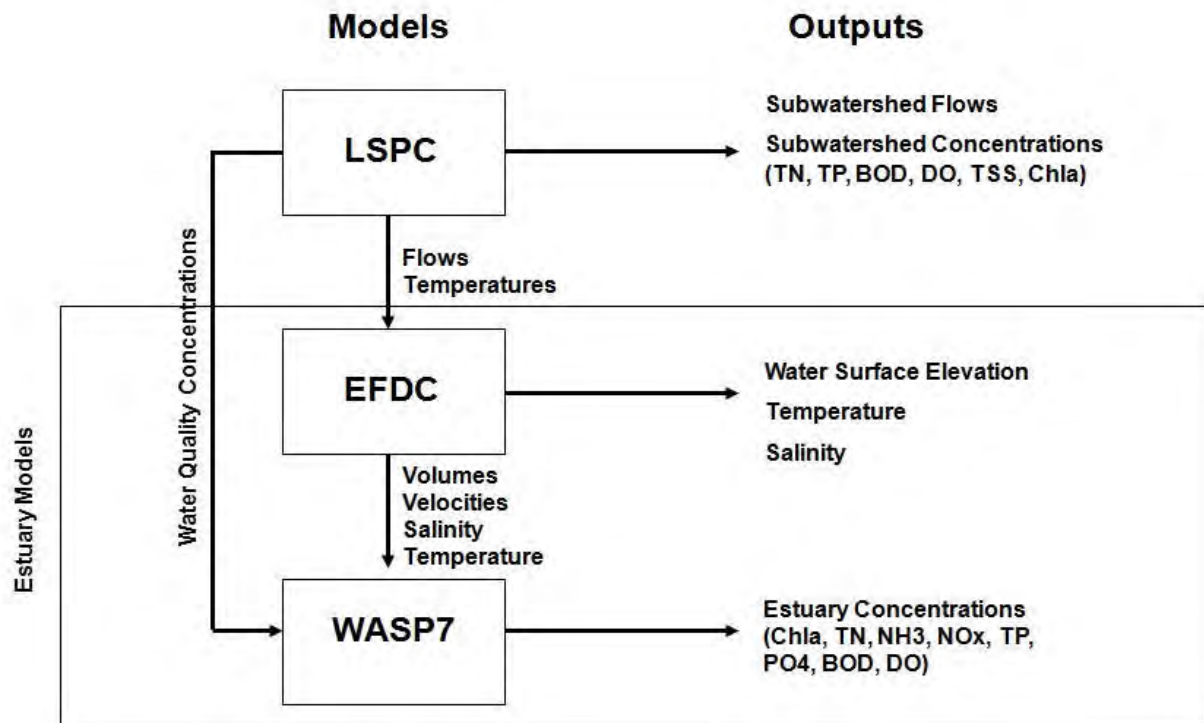 Models
Outputs
LSPC
Subwatershed Flows
Subwatershed Concentrations
(TN, TP, BOD, DO, TSS, Chla)
Flows
Temperatures
Water Quality Concentrations
Estuary Models
EFDC
Water Surface Elevation
Temperature
Salinity
Volumes
Velocities
Salinity
Temperature
WASP7
Estuary Concentrations
(Chla, TN, NH3, NOx, TP,
PO4, BOD, DO)